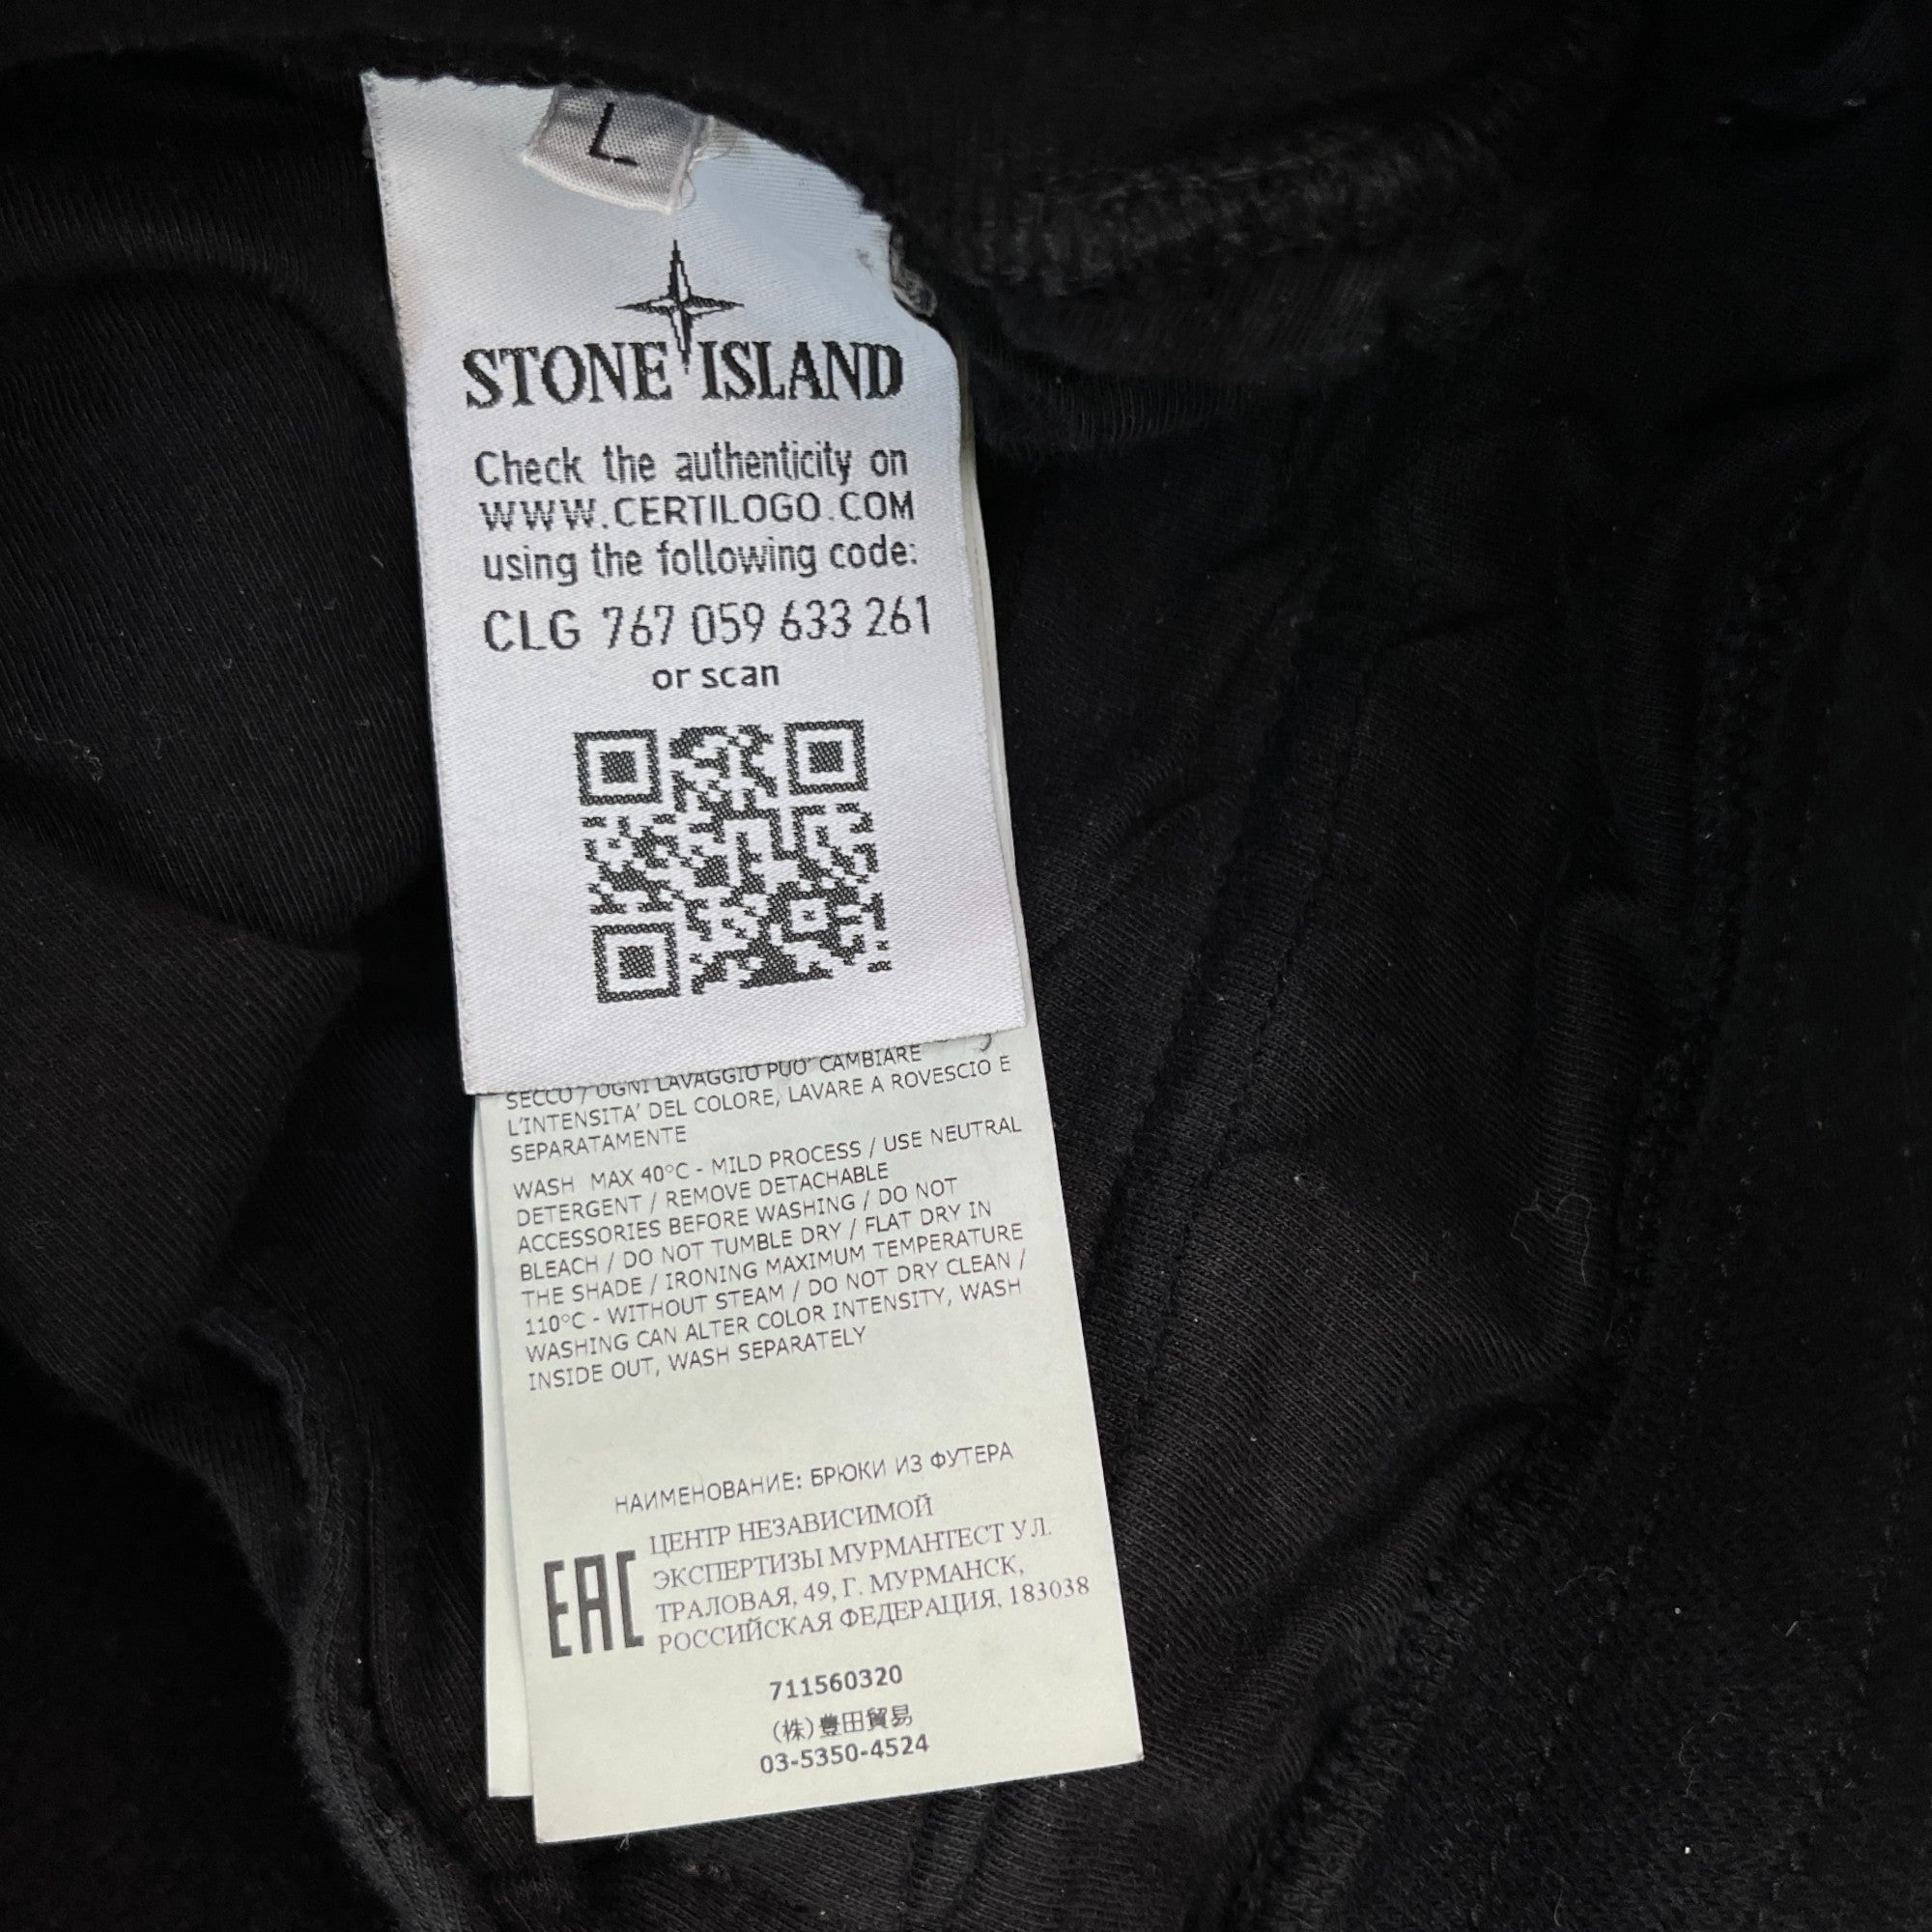 L
STONE ISLAND
Check the authenticity on
WWW.CERTILOGO.COM
using the following code:
CLG 767 059 633 261
or scan
SECCO / OGNI LAVAGGIO PUO' CAMBIARE
L'INTENSITA' DEL COLORE, LAVARE A ROVESCIO E
SEPARATAMENTE
WASH MAX 40°C - MILD PROCESS / USE NEUTRAL
DETERGENT / REMOVE DETACHABLE
ACCESSORIES BEFORE WASHING / DO NOT
BLEACH / DO NOT TUMBLE DRY / FLAT DRY IN
THE SHADE / IRONING MAXIMUM TEMPERATURE
110°C - WITHOUT STEAM / DO NOT DRY CLEAN /
WASHING CAN ALTER COLOR INTENSITY, WASH
INSIDE OUT, WASH SEPARATELY
НАИМЕНОВАНИЕ: БРЮКИ ИЗ ФУТЕРА
ЦЕНТР НЕЗАВИСИМОЙ
ЭКСПЕРТИЗЫ МУРМАНТЕСТ УЛ.
ТРАЛОВАЯ, 49, Г. МУРМАНСК,
РОССИЙСКАЯ ФЕДЕРАЦИЯ, 183038
EAC
711560320
(株)豊田貿易
03-5350-4524